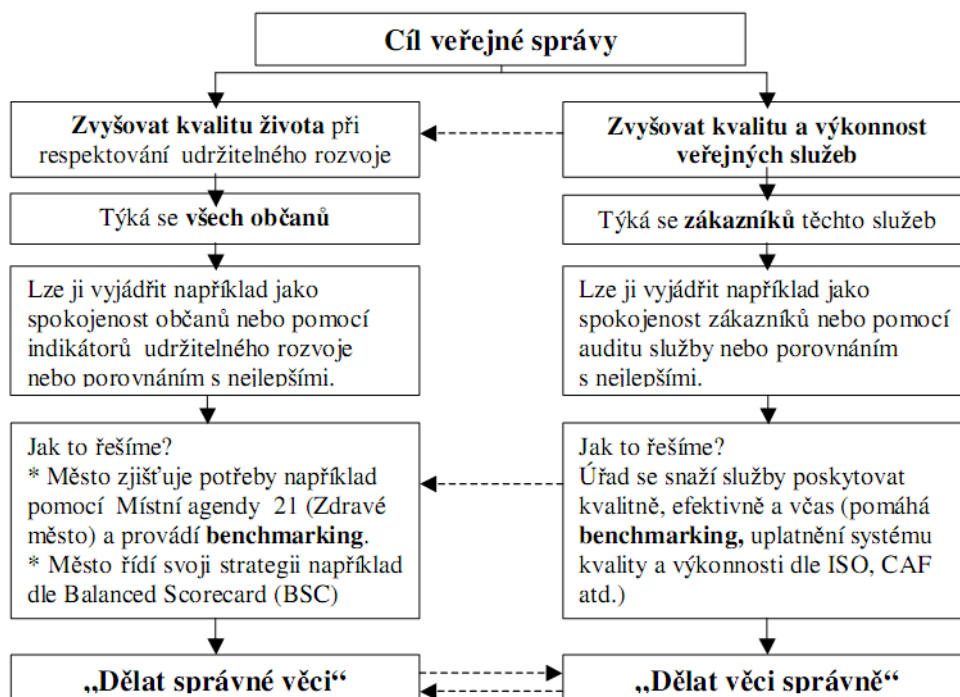 Cíl veřejné správy
Zvyšovat kvalitu života při
respektování udržitelného rozvoje
Týká se všech občanů
Lze ji vyjádřit například jako
spokojenost občanů nebo pomocí
indikátorů udržitelného rozvoje
nebo porovnáním s nejlepšími.
Jak to řešíme?
* Město zjišťuje potřeby například
pomocí Místní agendy 21 (Zdravé
město) a provádí benchmarking.
* Město řídí svoji strategii například
dle Balanced Scorecard (BSC)
„Dělat správné věci“
Zvyšovat kvalitu a výkonnost
veřejných služeb
Týká se zákazníků těchto služeb
Lze ji vyjádřit například jako
spokojenost zákazníků nebo pomocí
auditu služby nebo porovnáním
s nejlepšími.
Jak to řešíme?
Úřad se snaží služby poskytovat
kvalitně, efektivně a včas (pomáhá
benchmarking, uplatnění systému
kvality a výkonnosti dle ISO, CAF
atd.)
„Dělat věci správně“